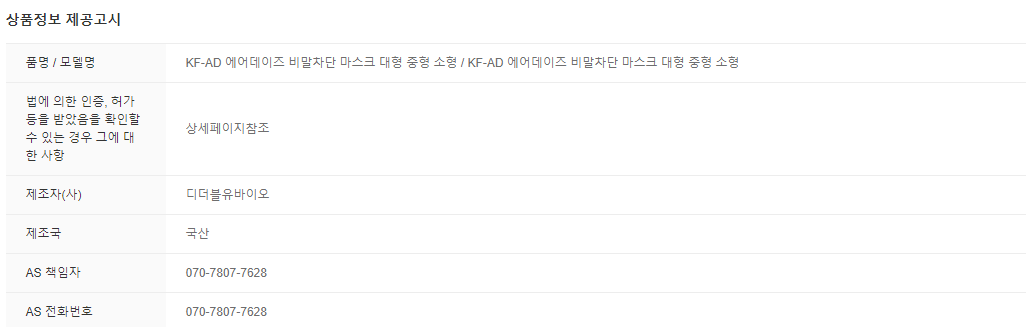 상품정보 제공고시
품명 / 모델명
KF-AD 에어데이즈 비말차단 마스크 대형 중형 소형 / KF-AD 에어데이즈 비말차단 마스크 대형 중형 소형
법에 의한 인증, 허가
등을 받았음을 확인할
수 있는 경우 그에 대
한 사항
상세페이지참조
제조자(사)
디더블유바이오
제조국
국산
AS 책임자
070-7807-7628
AS 전화번호
070-7807-7628